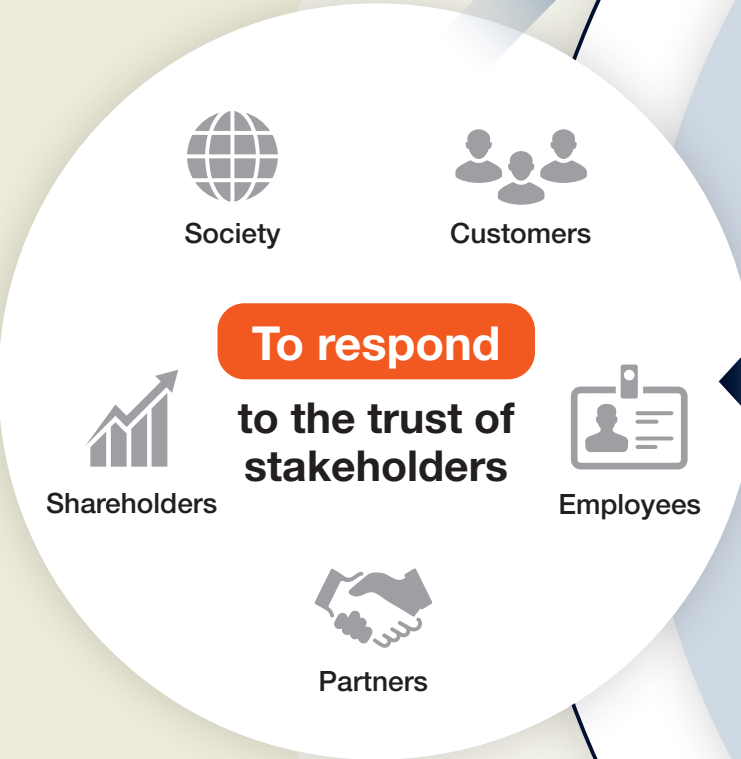 Society
Customers
To respond
to the trust of
stakeholders
Shareholders
Employees
Partners